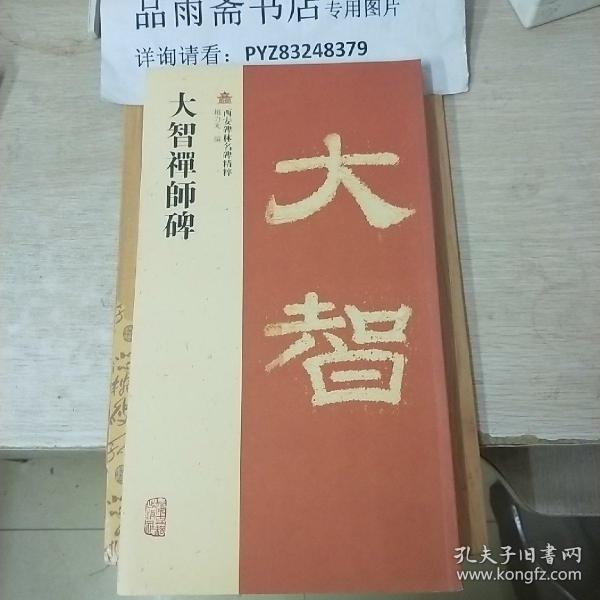 品雨斋书店专用图片
详询请看：PYZ83248379
西安碑林名碑精粹
大智禪師碑
大智
孔夫子旧书网
www.kongfz.com